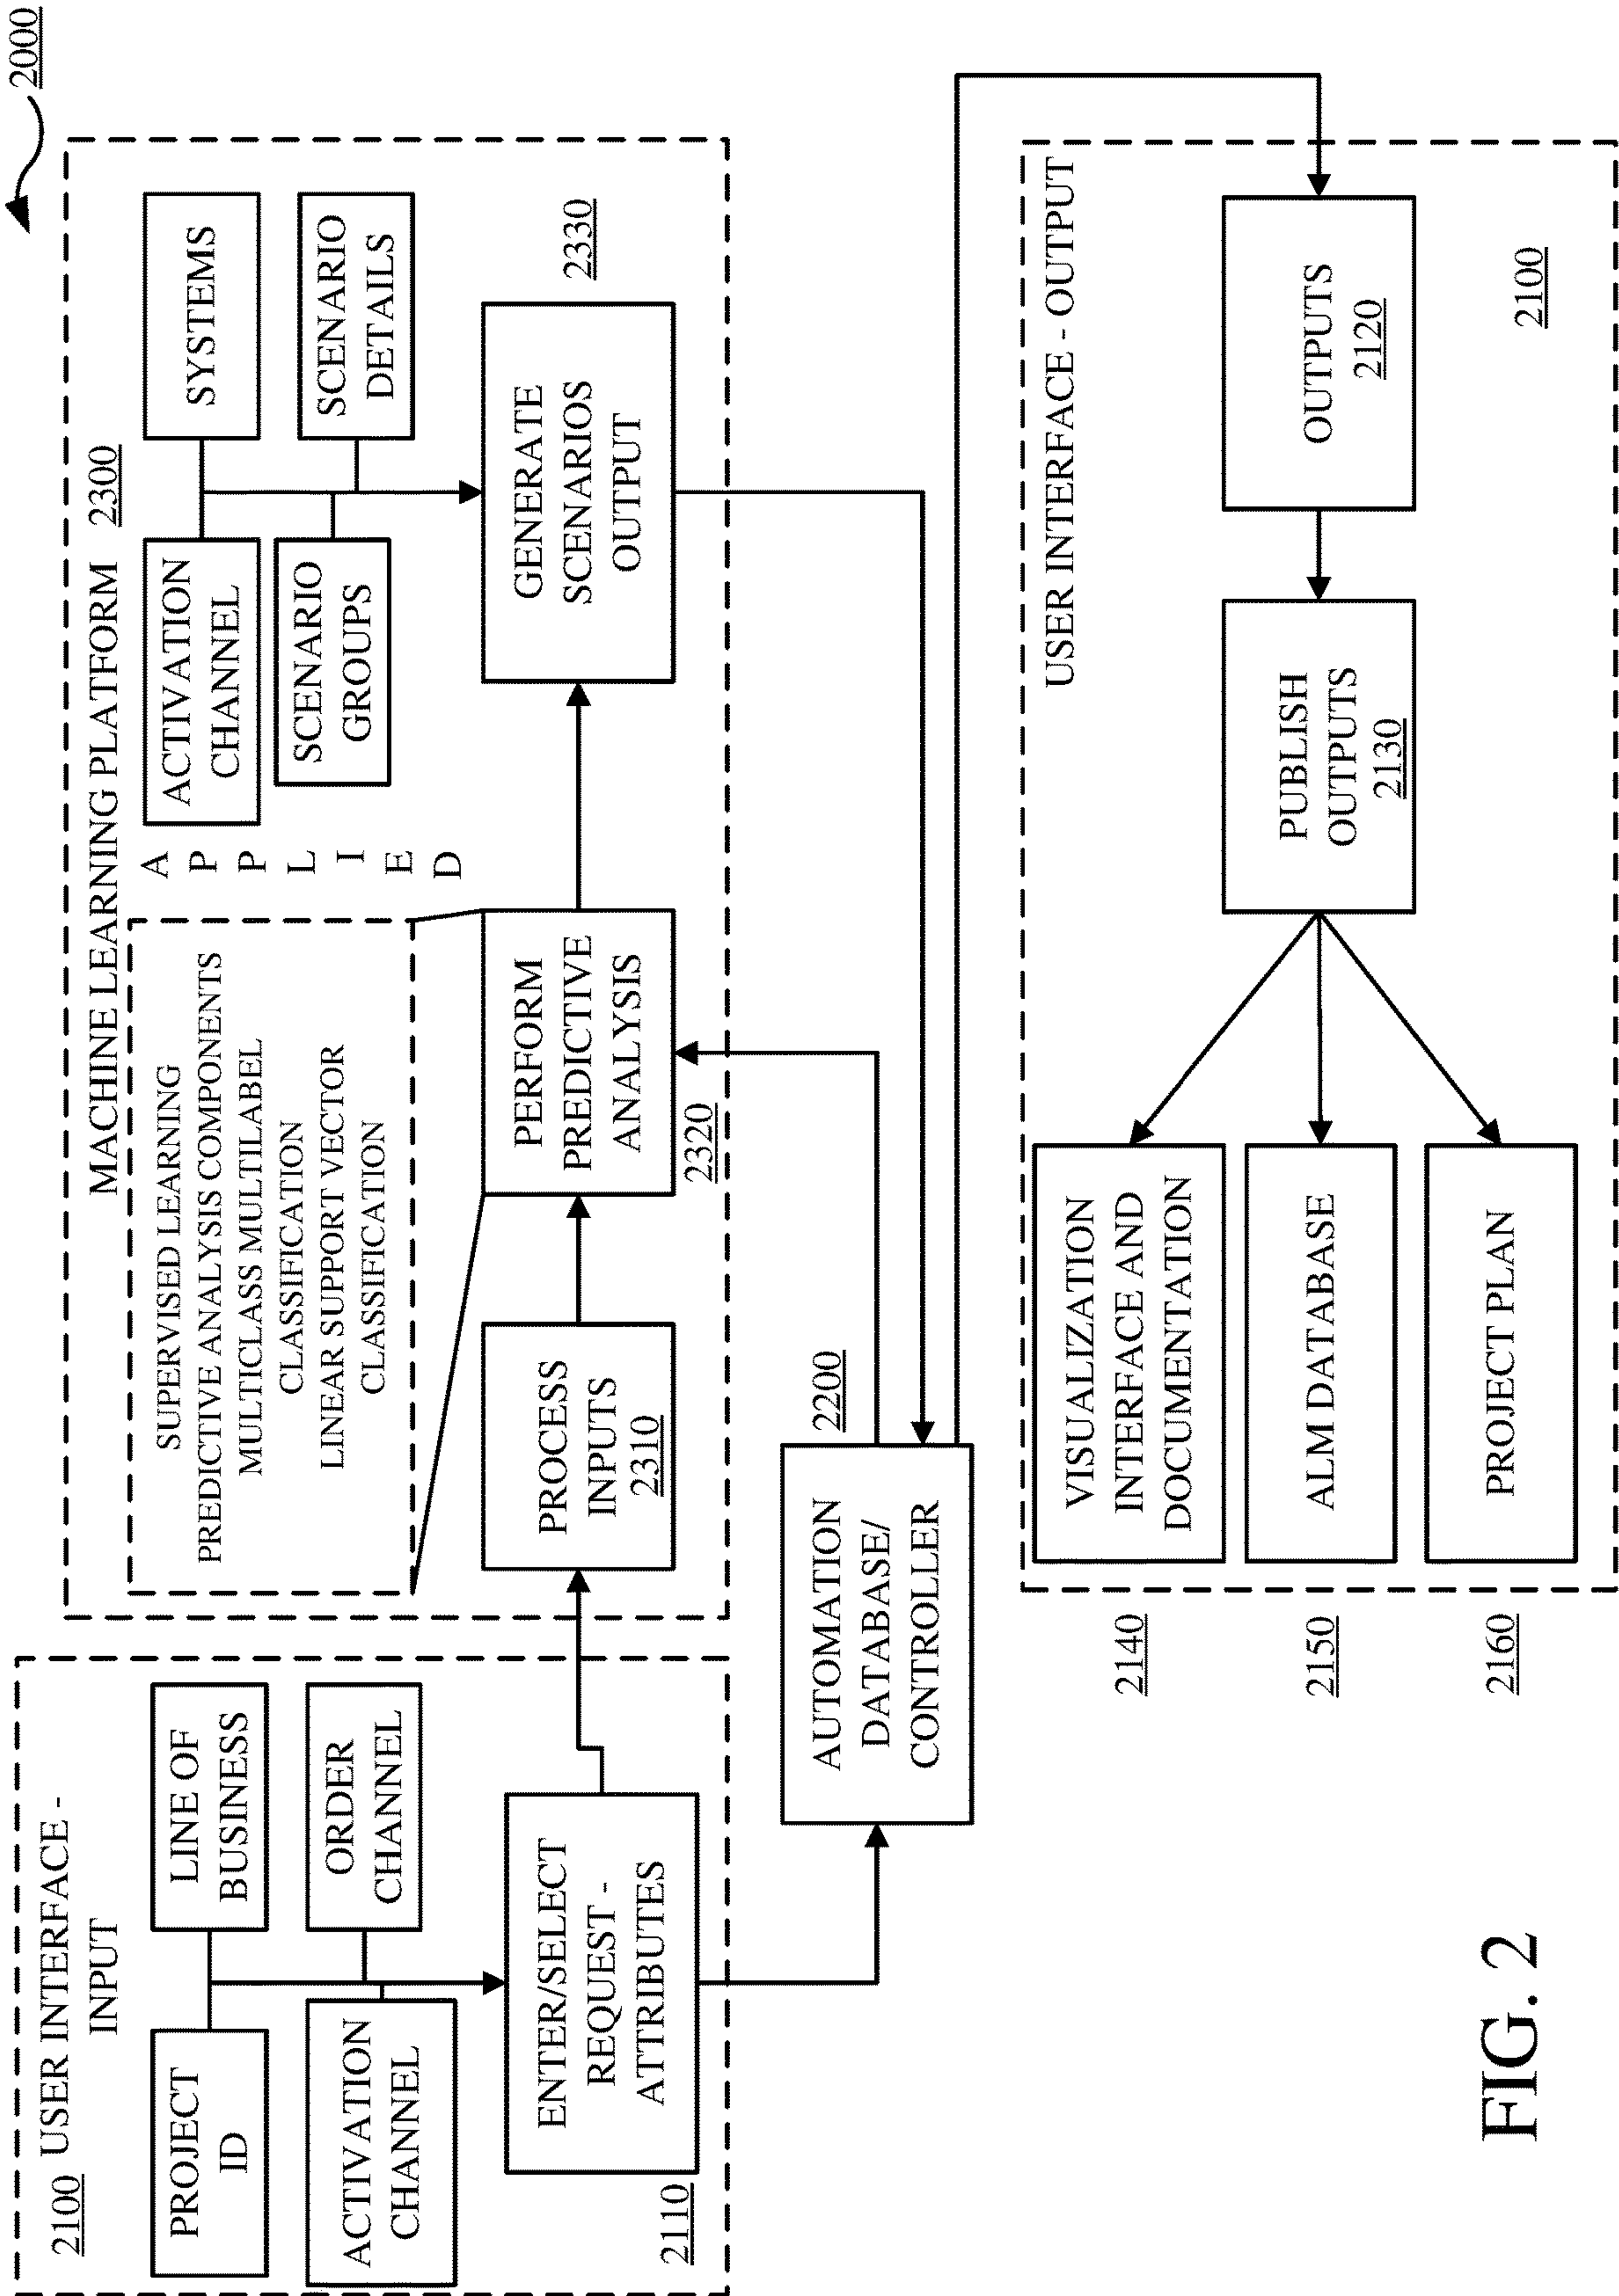 2000
USER INTERFACE -
INPUT
2100
PROJECT
ID
LINE OF
BUSINESS
ACTIVATION
CHANNEL
ORDER
CHANNEL
ENTER/SELECT
REQUEST -
ATTRIBUTES
2110
MACHINE LEARNING PLATFORM
2300
SUPERVISED LEARNING
PREDICTIVE ANALYSIS COMPONENTS
MULTICLASS MULTILABEL
CLASSIFICATION
LINEAR SUPPORT VECTOR
CLASSIFICATION
A
P
P
L
I
E
D
ACTIVATION
CHANNEL
SYSTEMS
SCENARIO
GROUPS
SCENARIO
DETAILS
PROCESS
INPUTS
2310
PERFORM
PREDICTIVE
ANALYSIS
2320
GENERATE
SCENARIOS
OUTPUT
2330
AUTOMATION
DATABASE/
CONTROLLER
2200
USER INTERFACE - OUTPUT
VISUALIZATION
INTERFACE AND
DOCUMENTATION
2140
ALM DATABASE
2150
PROJECT PLAN
2160
PUBLISH
OUTPUTS
2130
OUTPUTS
2120
2100
FIG. 2